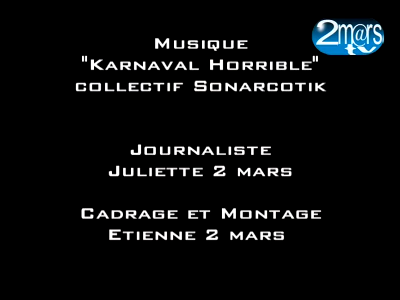 2m@rs
tv
Musique
"Karnaval Horrible"
collectif Sonarcotik
Journaliste
Juliette 2 mars
Cadrage et Montage
Etienne 2 mars